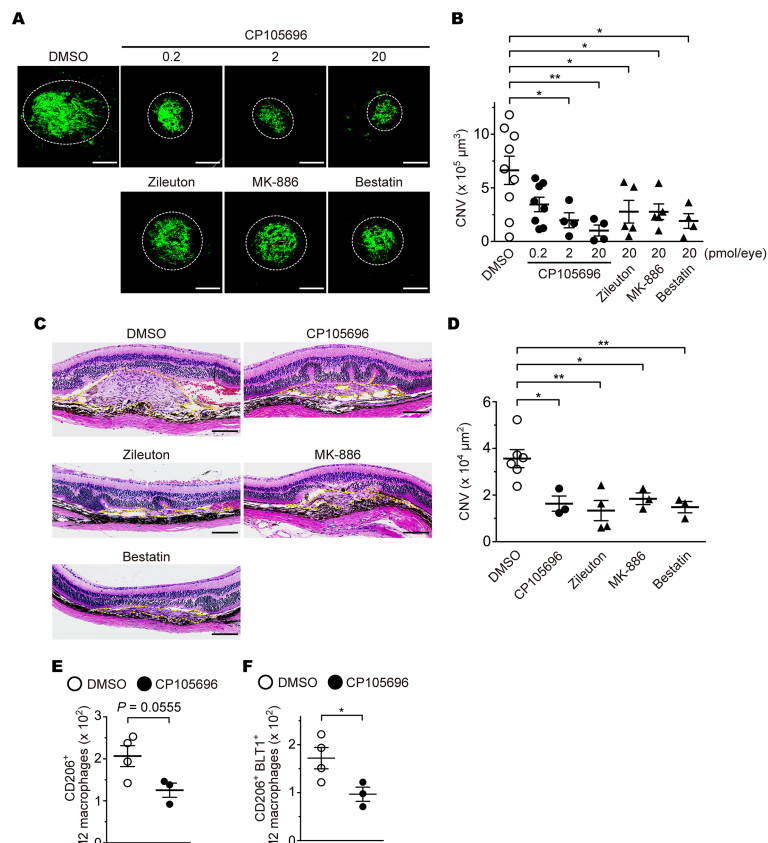 A
CP105696
DMSO 0.2 2 20
Zileuton MK-886 Bestatin
B
*
*
*
**
*
CNV (x 10⁵ µm³)
10
5
0
DMSO 0.2 2 20 20 20 20 (pmol/eye)
CP105696 Zileuton MK-886 Bestatin
C
DMSO CP105696
Zileuton MK-886
Bestatin
D
**
*
**
*
CNV (x 10⁴ µm²)
6
4
2
0
DMSO CP105696 Zileuton MK-886 Bestatin
E
DMSO CP105696
P = 0.0555
CD206⁺
M2 macrophages (x 10²)
3
2
1
0
F
DMSO CP105696
*
CD206⁺ BLT1⁺
M2 macrophages (x 10²)
2
1
0